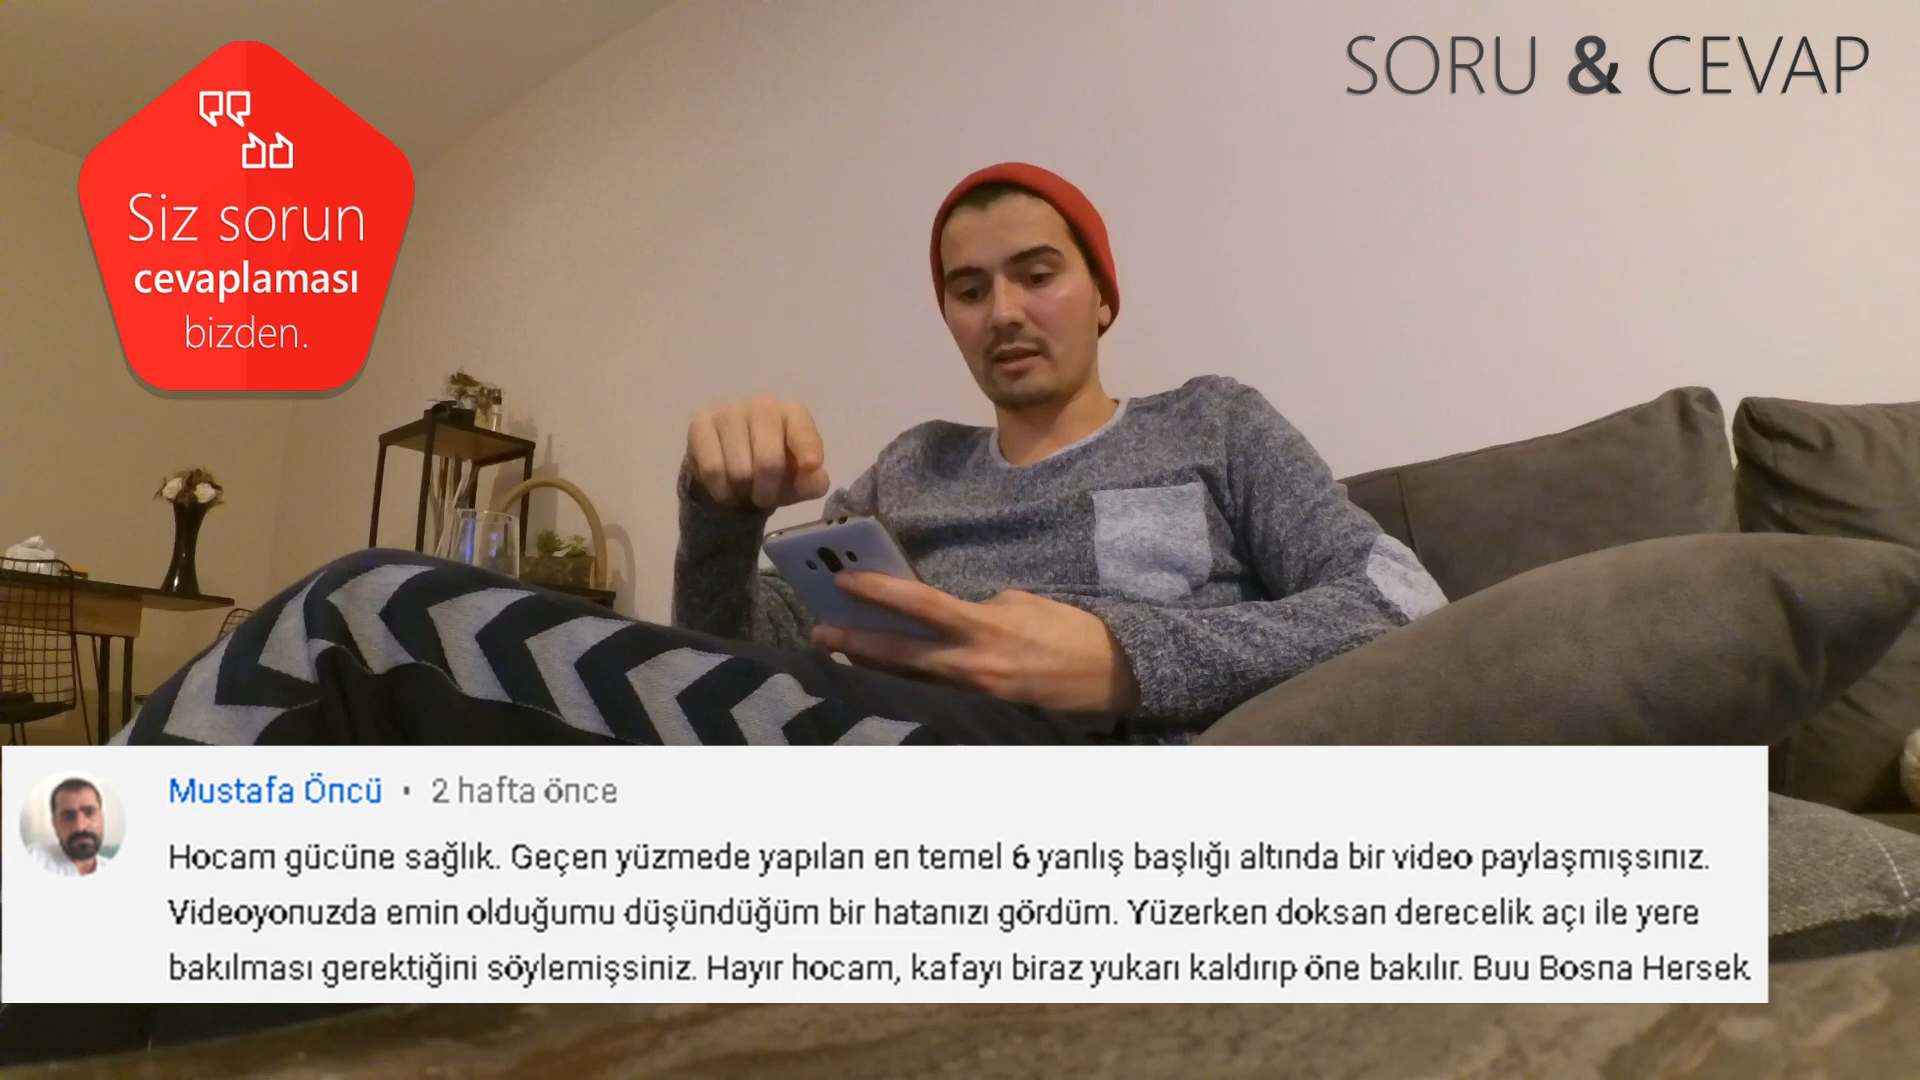 SORU & CEVAP
Siz sorun
cevaplaması
bizden.
Mustafa Öncü • 2 hafta önce
Hocam gücüne sağlık. Geçen yüzmede yapılan en temel 6 yanlış başlığı altında bir video paylaşmışsınız.
Videoyonuzda emin olduğumu düşündüğüm bir hatanızı gördüm. Yüzerken doksan derecelik açı ile yere
bakılması gerektiğini söylemişsiniz. Hayır hocam, kafayı biraz yukarı kaldırıp öne bakılır. Buu Bosna Hersek